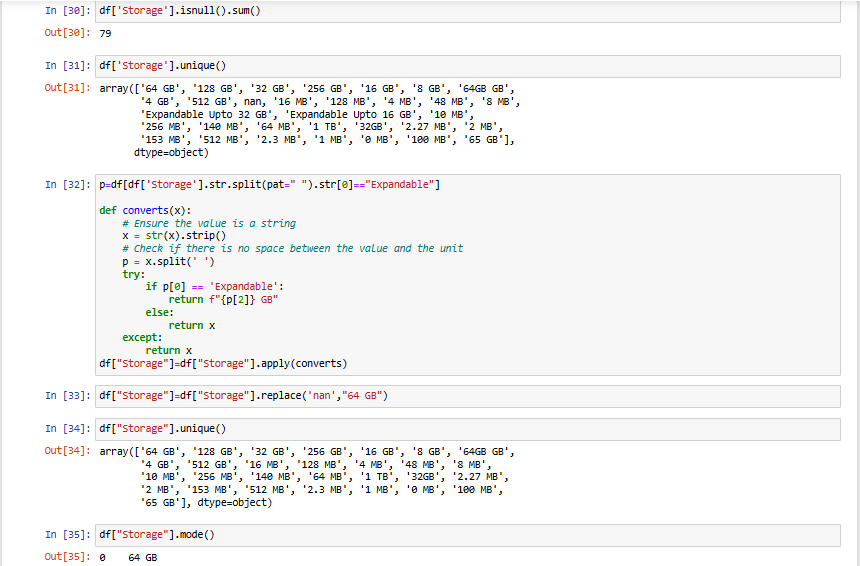 In [30]: df['Storage'].isnull().sum()
Out[30]: 79
In [31]: df['Storage'].unique()
Out[31]: array(['64 GB', '128 GB', '32 GB', '256 GB', '16 GB', '8 GB', '64GB GB',
'4 GB', '512 GB', nan, '16 MB', '128 MB', '4 MB', '48 MB', '8 MB',
'Expandable Upto 32 GB', 'Expandable Upto 16 GB', '10 MB',
'256 MB', '140 MB', '64 MB', '1 TB', '32GB', '2.27 MB', '2 MB',
'153 MB', '512 MB', '2.3 MB', '1 MB', '0 MB', '100 MB', '65 GB'],
dtype=object)
In [32]: p=df[df['Storage'].str.split(pat=" ").str[0]=="Expandable"]
def converts(x):
# Ensure the value is a string
x = str(x).strip()
# Check if there is no space between the value and the unit
p = x.split(' ')
try:
if p[0] == 'Expandable':
return f"{p[2]} GB"
else:
return x
except:
return x
df["Storage"]=df["Storage"].apply(converts)
In [33]: df["Storage"]=df["Storage"].replace('nan',"64 GB")
In [34]: df["Storage"].unique()
Out[34]: array(['64 GB', '128 GB', '32 GB', '256 GB', '16 GB', '8 GB', '64GB GB',
'4 GB', '512 GB', '16 MB', '128 MB', '4 MB', '48 MB', '8 MB',
'10 MB', '256 MB', '140 MB', '64 MB', '1 TB', '32GB', '2.27 MB',
'2 MB', '153 MB', '512 MB', '2.3 MB', '1 MB', '0 MB', '100 MB',
'65 GB'], dtype=object)
In [35]: df["Storage"].mode()
Out[35]: 0    64 GB